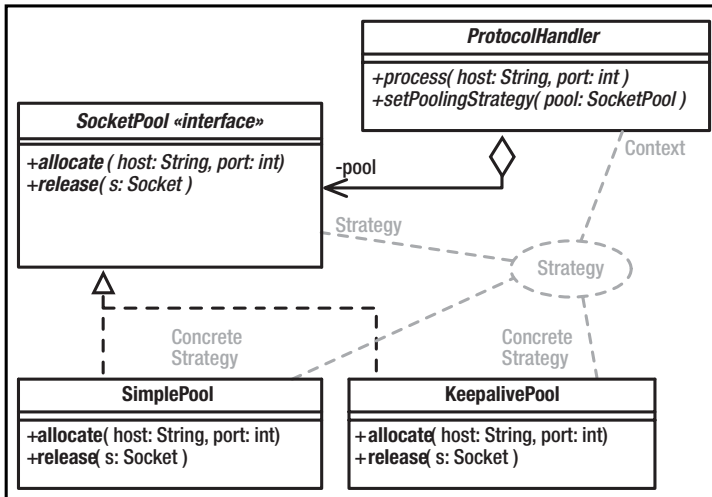 ProtocolHandler
+process( host: String, port: int )
+setPoolingStrategy( pool: SocketPool )
SocketPool «interface»
+allocate ( host: String, port: int)
+release( s: Socket )
-pool
Context
Strategy
Strategy
Concrete
Strategy
Concrete
Strategy
SimplePool
+allocate( host: String, port: int)
+release( s: Socket )
KeepalivePool
+allocate( host: String, port: int)
+release( s: Socket )